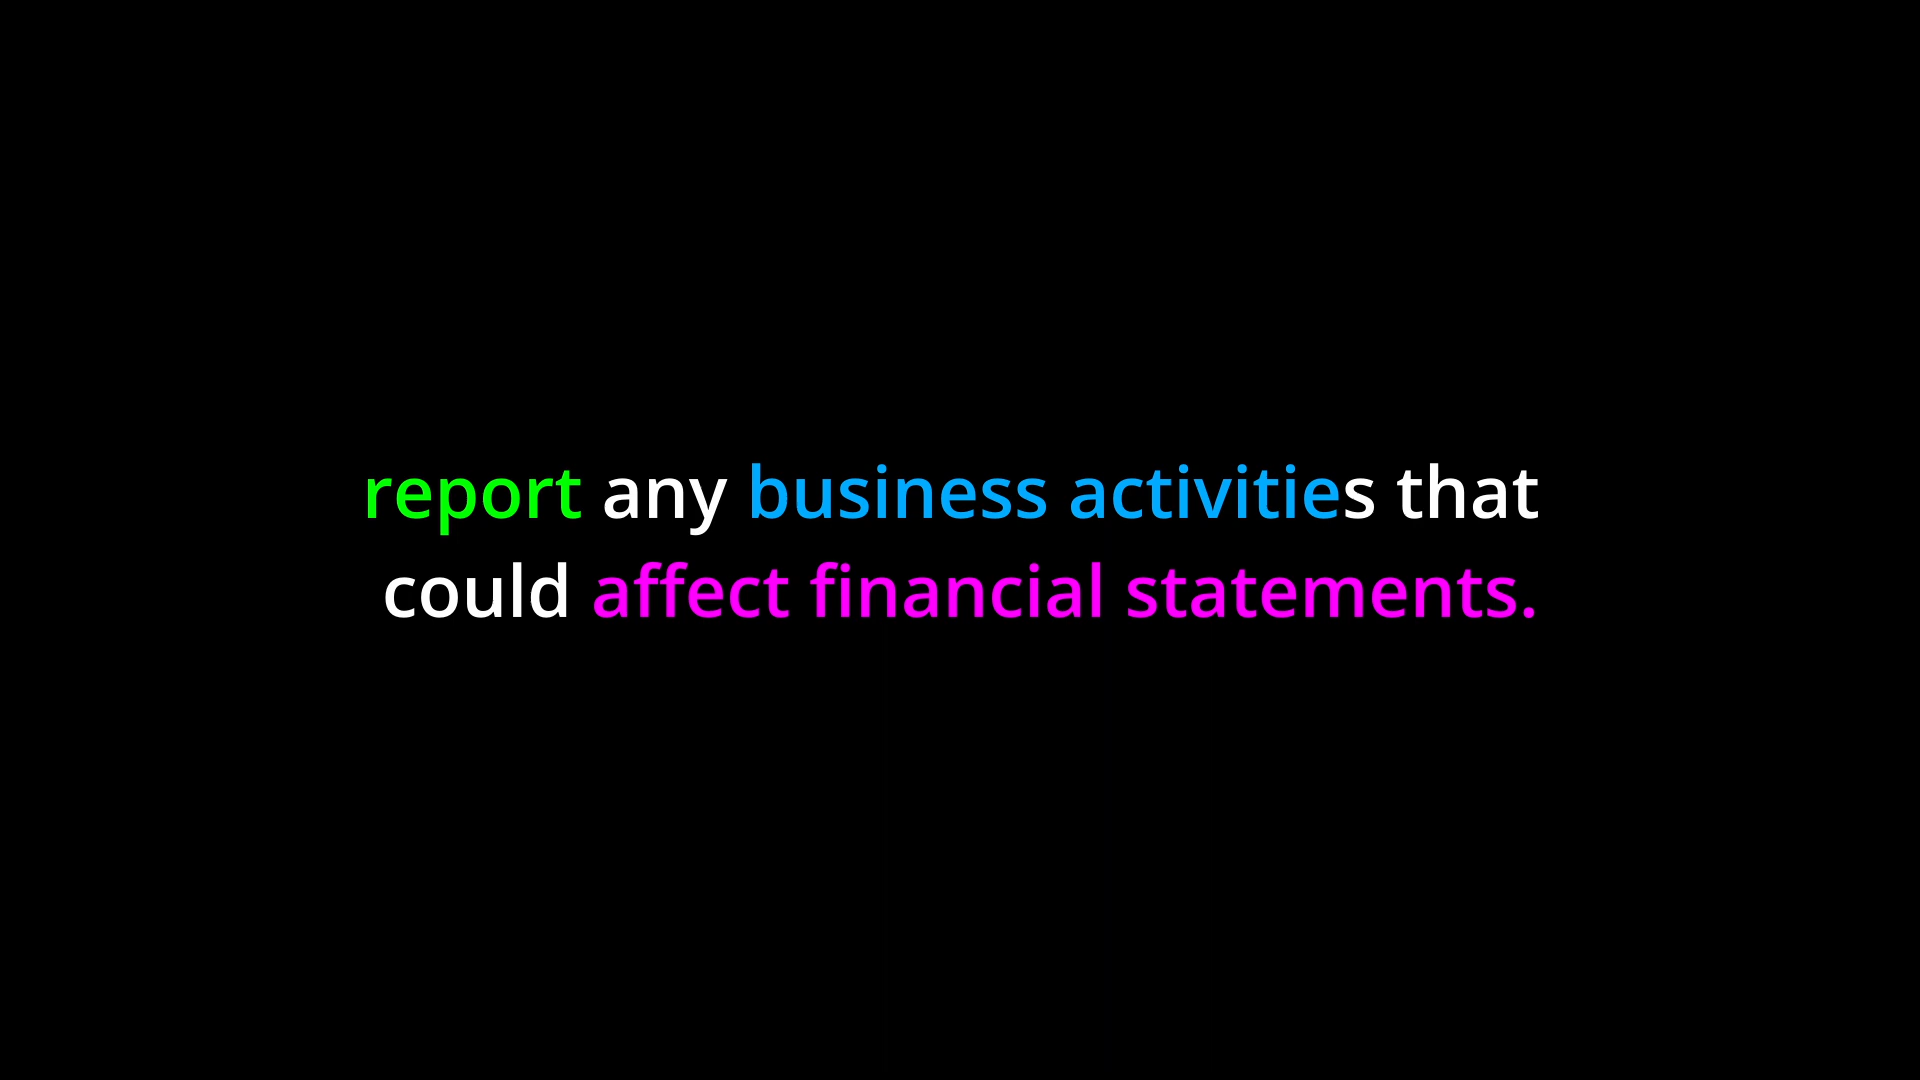 report any business activities that
could affect financial statements.